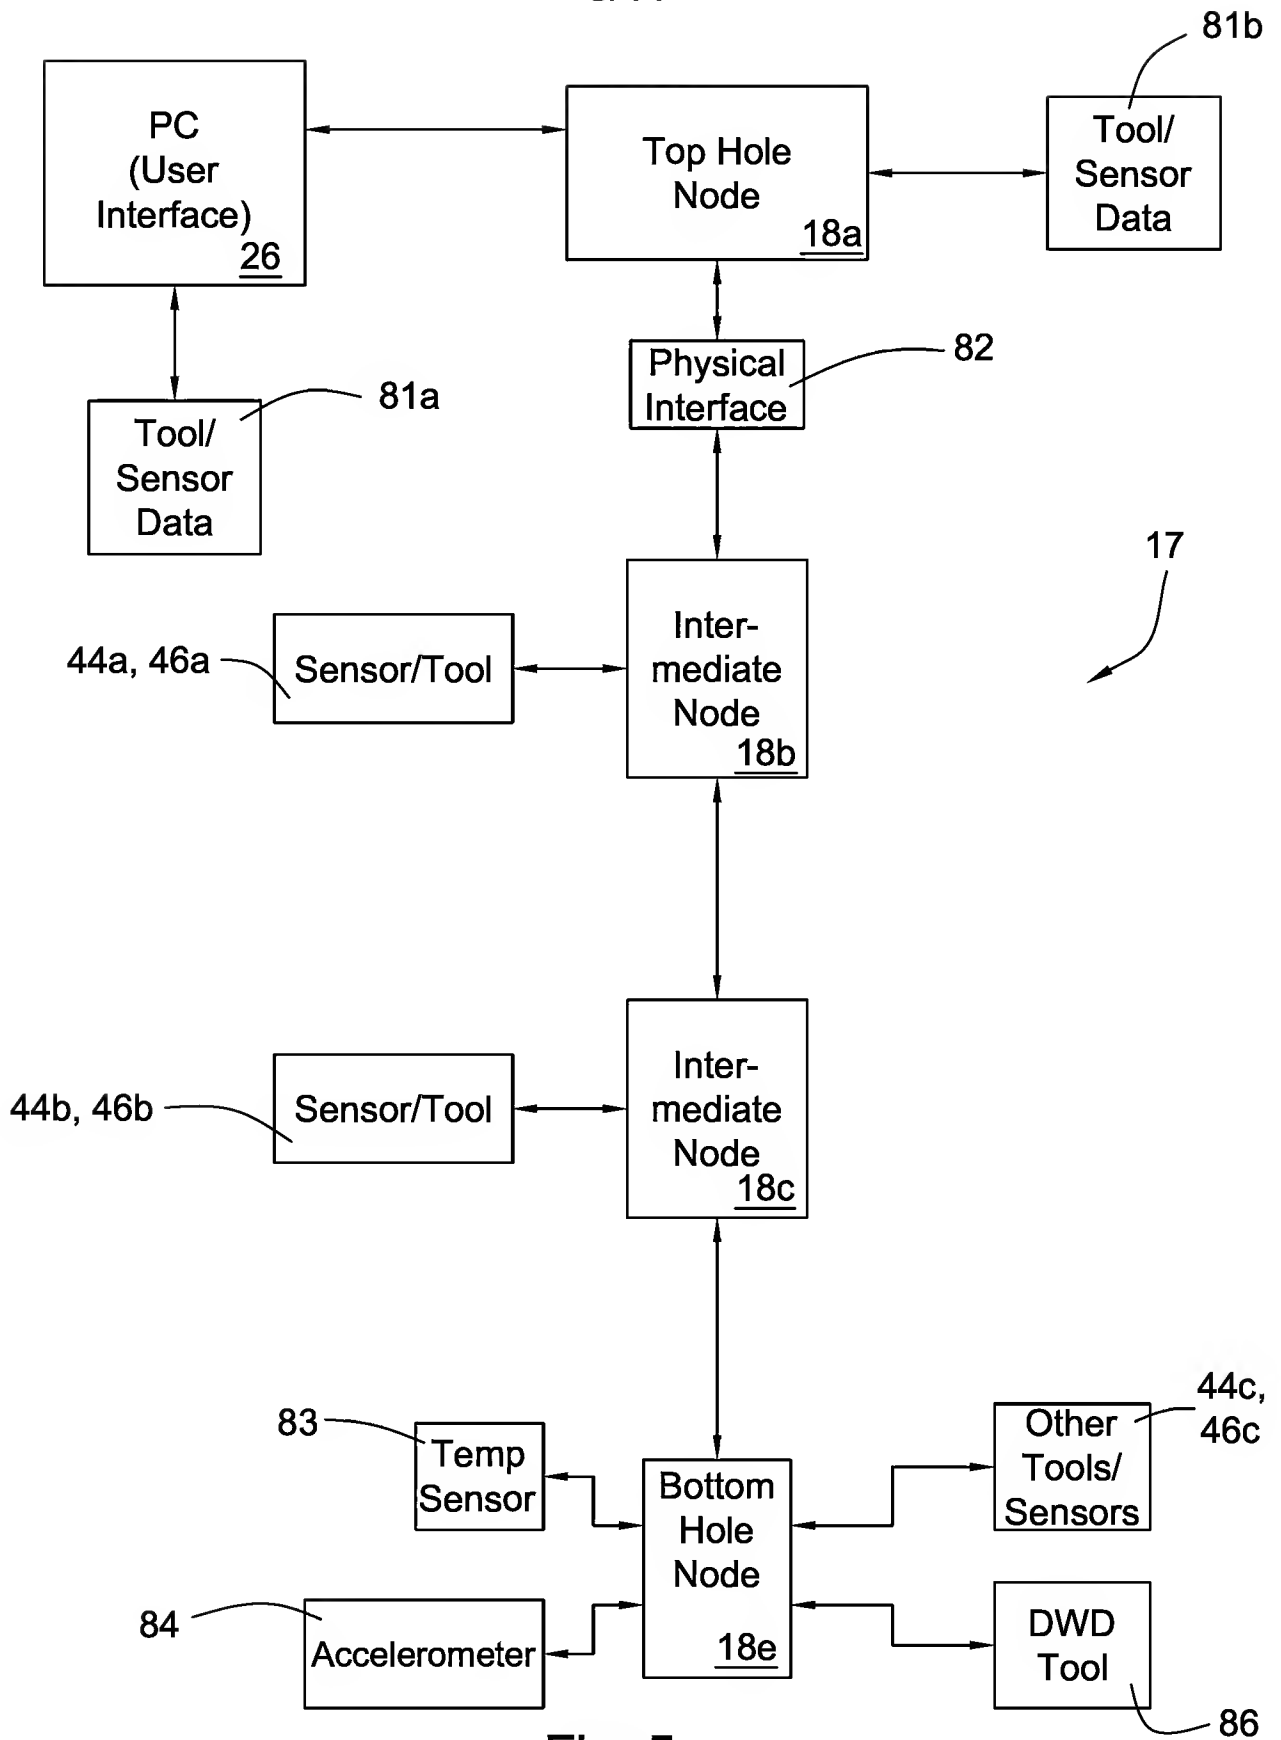 81b
PC
(User
Interface)
26
Top Hole
Node
18a
Tool/
Sensor
Data
Physical
Interface
82
81a
Tool/
Sensor
Data
17
44a, 46a
Sensor/Tool
Inter-
mediate
Node
18b
44b, 46b
Sensor/Tool
Inter-
mediate
Node
18c
83
Temp
Sensor
Bottom
Hole
Node
18e
44c,
46c
Other
Tools/
Sensors
84
Accelerometer
DWD
Tool
86